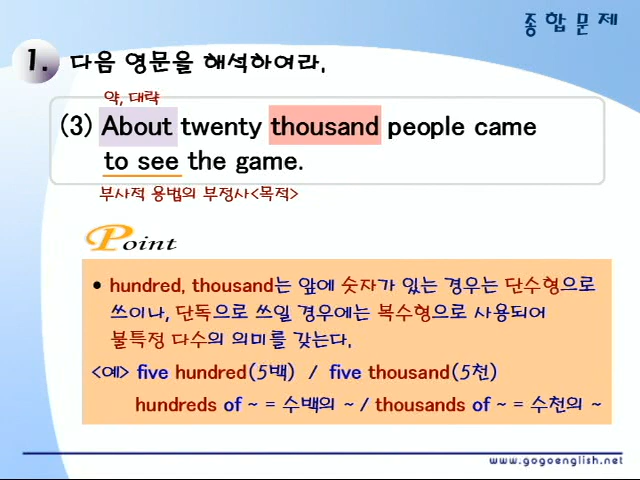 종합문제
1. 다음 영문을 해석하여라.
약, 대략
(3) About twenty thousand people came
to see the game.
부사적 용법의 부정사<목적>
Point
• hundred, thousand는 앞에 숫자가 있는 경우는 단수형으로
쓰이나, 단독으로 쓰일 경우에는 복수형으로 사용되어
불특정 다수의 의미를 갖는다.
<예> five hundred(5백) / five thousand(5천)
hundreds of ~ = 수백의 ~ / thousands of ~ = 수천의 ~
www.gogoenglish.net